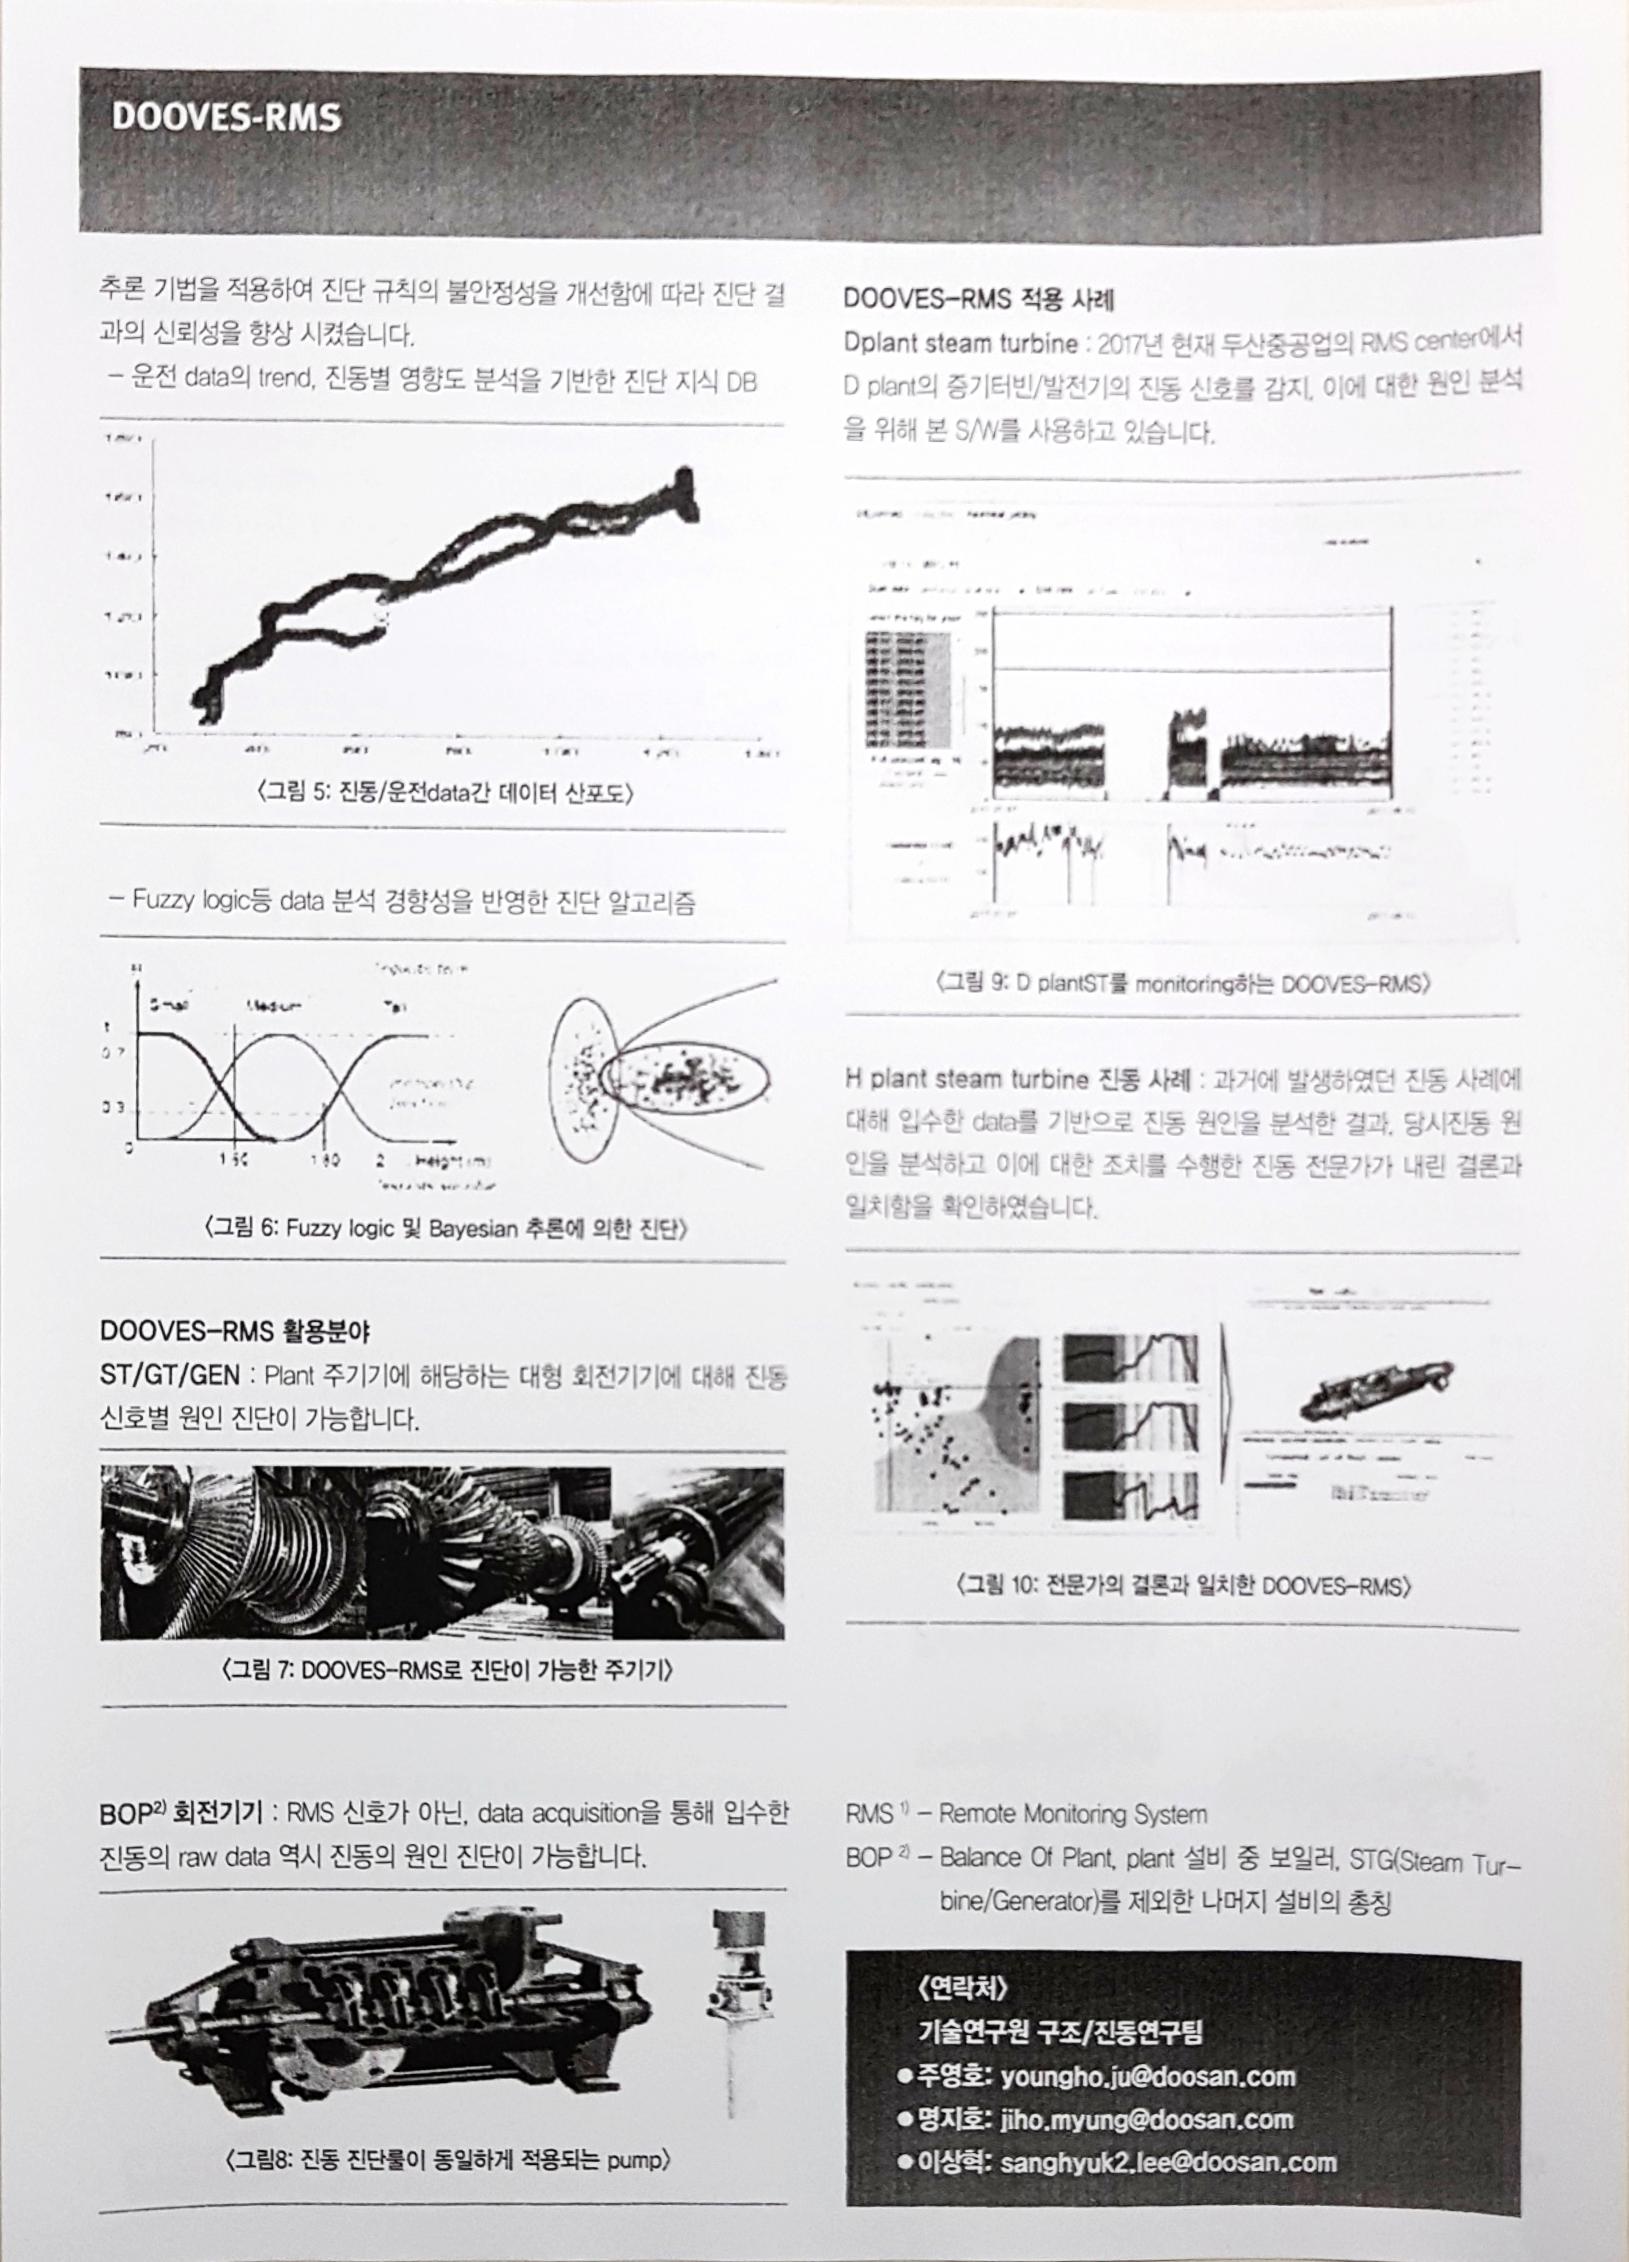 DOOVES-RMS
추론 기법을 적용하여 진단 규칙의 불안정성을 개선함에 따라 진단 결
과의 신뢰성을 향상 시켰습니다.
– 운전 data의 trend, 진동별 영향도 분석을 기반한 진단 지식 DB
〈그림 5: 진동/운전data간 데이터 산포도〉
– Fuzzy logic등 data 분석 경향성을 반영한 진단 알고리즘
Small Medium Tall
1
0.7
0.3
0
2 Height(m)
〈그림 6: Fuzzy logic 및 Bayesian 추론에 의한 진단〉
DOOVES–RMS 활용분야
ST/GT/GEN : Plant 주기기에 해당하는 대형 회전기기에 대해 진동
신호별 원인 진단이 가능합니다.
〈그림 7: DOOVES–RMS로 진단이 가능한 주기기〉
BOP²⁾ 회전기기 : RMS 신호가 아닌, data acquisition을 통해 입수한
진동의 raw data 역시 진동의 원인 진단이 가능합니다.
〈그림8: 진동 진단룰이 동일하게 적용되는 pump〉
DOOVES–RMS 적용 사례
Dplant steam turbine : 2017년 현재 두산중공업의 RMS center에서
D plant의 증기터빈/발전기의 진동 신호를 감지, 이에 대한 원인 분석
을 위해 본 S/W를 사용하고 있습니다.
〈그림 9: D plantST를 monitoring하는 DOOVES–RMS〉
H plant steam turbine 진동 사례 : 과거에 발생하였던 진동 사례에
대해 입수한 data를 기반으로 진동 원인을 분석한 결과, 당시진동 원
인을 분석하고 이에 대한 조치를 수행한 진동 전문가가 내린 결론과
일치함을 확인하였습니다.
〈그림 10: 전문가의 결론과 일치한 DOOVES–RMS〉
RMS ¹⁾ – Remote Monitoring System
BOP ²⁾ – Balance Of Plant, plant 설비 중 보일러, STG(Steam Tur–
bine/Generator)를 제외한 나머지 설비의 총칭
〈연락처〉
기술연구원 구조/진동연구팀
●주영호: youngho.ju@doosan.com
●명지호: jiho.myung@doosan.com
●이상혁: sanghyuk2.lee@doosan.com